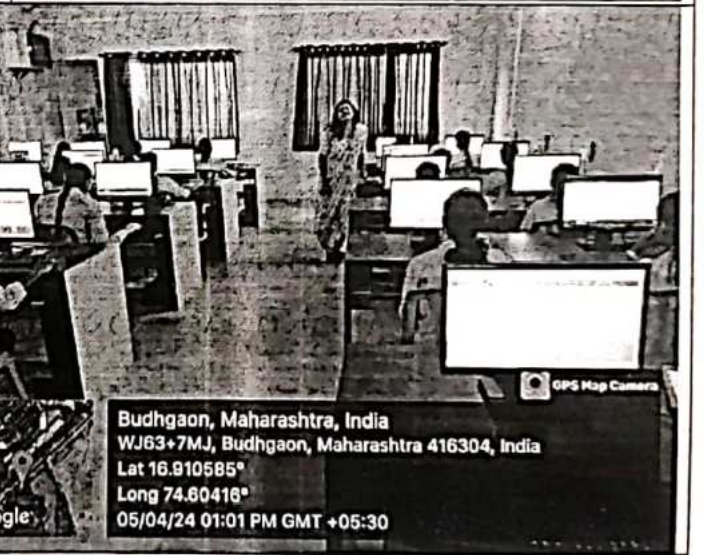 GPS Map Camera
Budhgaon, Maharashtra, India
WJ63+7MJ, Budhgaon, Maharashtra 416304, India
Lat 16.910585°
Long 74.60416°
05/04/24 01:01 PM GMT +05:30